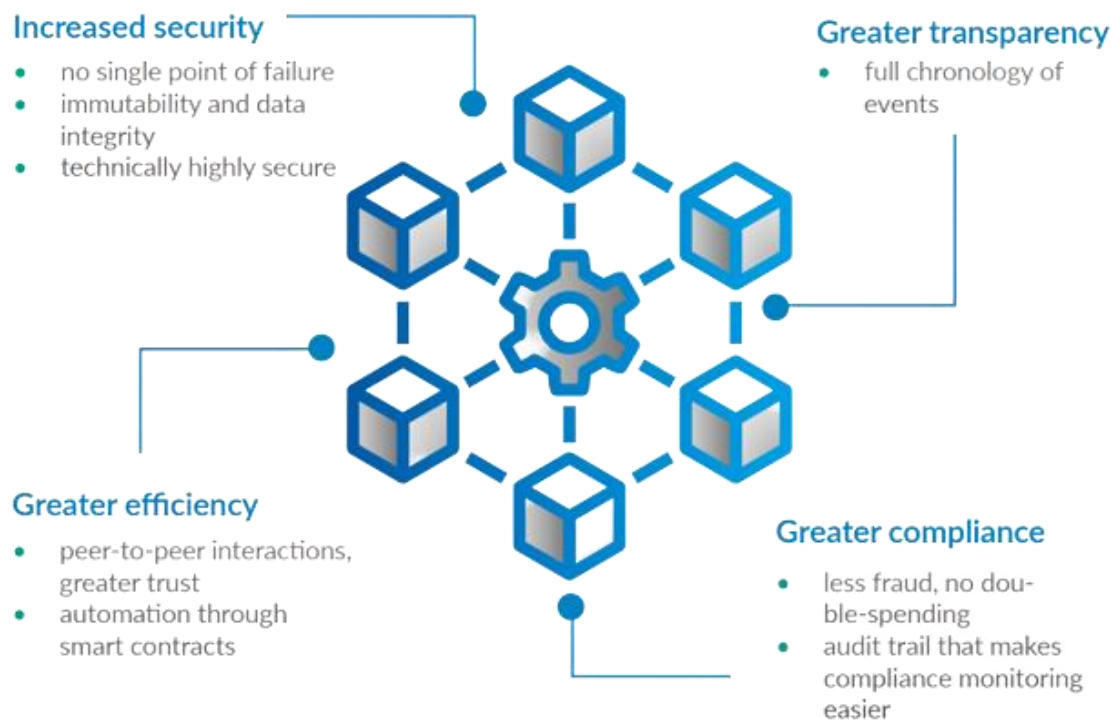 Increased security
• no single point of failure
• immutability and data
integrity
• technically highly secure
Greater transparency
• full chronology of
events
Greater efficiency
• peer-to-peer interactions,
greater trust
• automation through
smart contracts
Greater compliance
• less fraud, no dou-
ble-spending
• audit trail that makes
compliance monitoring
easier